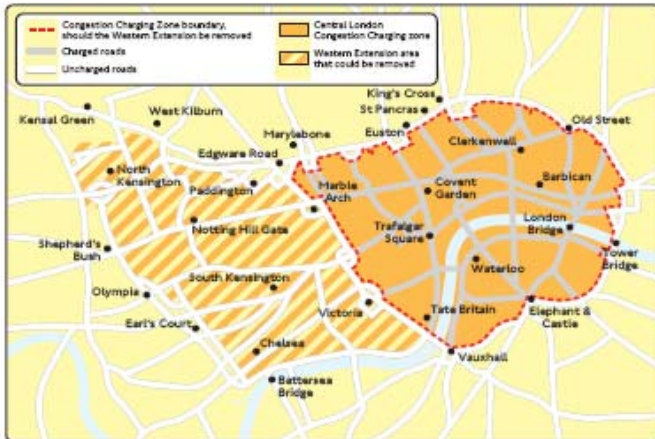 Congestion Charging Zone boundary,
should the Western Extension be removed
Charged roads
Uncharged roads
Central London
Congestion Charging zone
Western Extension area
that could be removed
King's Cross
St Pancras
Euston
Old Street
Kensal Green
West Kilburn
Marylebone
Clerkenwell
Edgware Road
North
Kensington
Paddington
Marble
Arch
Covent
Garden
Barbican
Notting Hill Gate
Trafalgar
Square
London
Bridge
Shepherd's
Bush
Tower
Bridge
South Kensington
Waterloo
Olympia
Victoria
Tate Britain
Elephant &
Castle
Earl's Court
Chelsea
Vauxhall
Battersea
Bridge